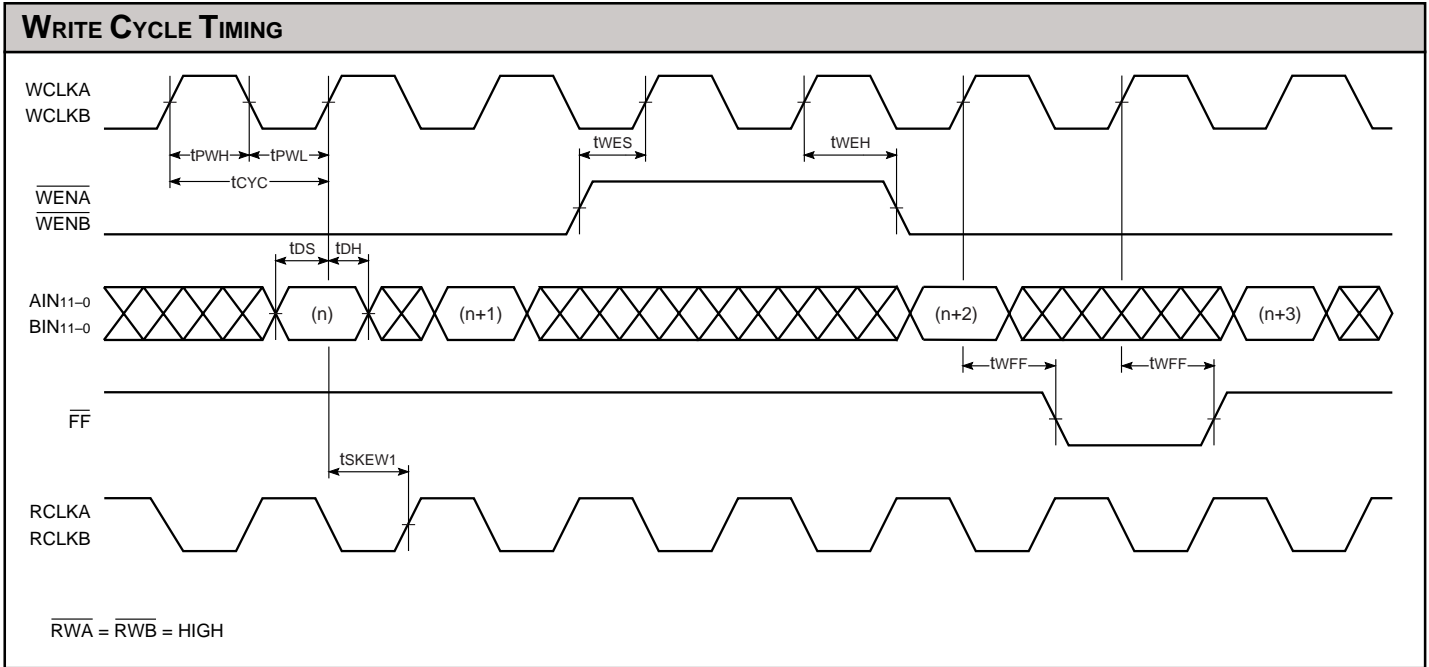 WRITE CYCLE TIMING
WCLKA
WCLKB
tPWH
tPWL
tCYC
tWES
tWEH
WENA
WENB
tDS
tDH
AIN11–0
BIN11–0
(n)
(n+1)
(n+2)
(n+3)
tWFF
tWFF
FF
tSKEW1
RCLKA
RCLKB
RWA = RWB = HIGH